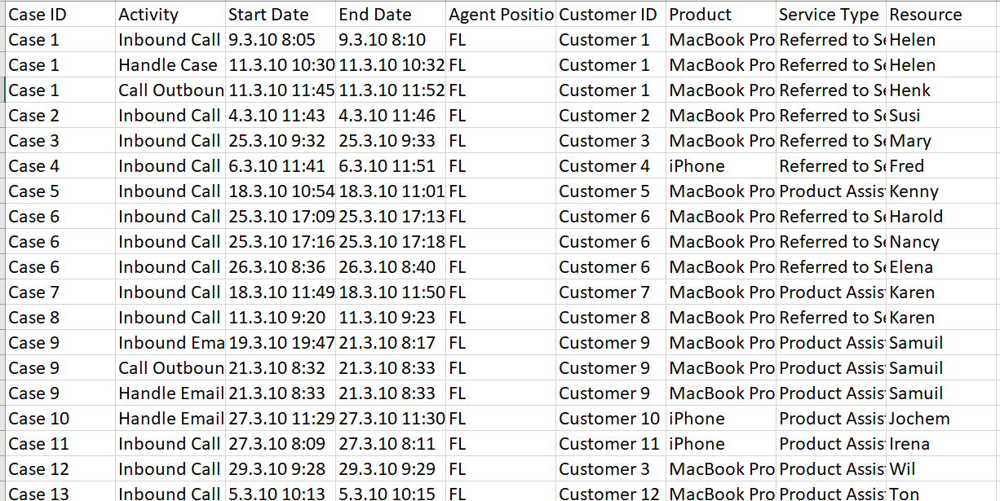 Case ID Activity Start Date End Date Agent Positio Customer ID Product Service Type Resource
Case 1 Inbound Call 9.3.10 8:05 9.3.10 8:10 FL Customer 1 MacBook Pro Referred to Se Helen
Case 1 Handle Case 11.3.10 10:30 11.3.10 10:32 FL Customer 1 MacBook Pro Referred to Se Helen
Case 1 Call Outboun 11.3.10 11:45 11.3.10 11:52 FL Customer 1 MacBook Pro Referred to Se Henk
Case 2 Inbound Call 4.3.10 11:43 4.3.10 11:46 FL Customer 2 MacBook Pro Referred to Se Susi
Case 3 Inbound Call 25.3.10 9:32 25.3.10 9:33 FL Customer 3 MacBook Pro Referred to Se Mary
Case 4 Inbound Call 6.3.10 11:41 6.3.10 11:51 FL Customer 4 iPhone Referred to Se Fred
Case 5 Inbound Call 18.3.10 10:54 18.3.10 11:01 FL Customer 5 MacBook Pro Product Assis Kenny
Case 6 Inbound Call 25.3.10 17:09 25.3.10 17:13 FL Customer 6 MacBook Pro Referred to Se Harold
Case 6 Inbound Call 25.3.10 17:16 25.3.10 17:18 FL Customer 6 MacBook Pro Referred to Se Nancy
Case 6 Inbound Call 26.3.10 8:36 26.3.10 8:40 FL Customer 6 MacBook Pro Referred to Se Elena
Case 7 Inbound Call 18.3.10 11:49 18.3.10 11:50 FL Customer 7 MacBook Pro Product Assis Karen
Case 8 Inbound Call 11.3.10 9:20 11.3.10 9:23 FL Customer 8 MacBook Pro Referred to Se Karen
Case 9 Inbound Ema 19.3.10 19:47 21.3.10 8:17 FL Customer 9 MacBook Pro Product Assis Samuil
Case 9 Call Outboun 21.3.10 8:32 21.3.10 8:33 FL Customer 9 MacBook Pro Product Assis Samuil
Case 9 Handle Email 21.3.10 8:33 21.3.10 8:33 FL Customer 9 MacBook Pro Product Assis Samuil
Case 10 Handle Email 27.3.10 11:29 27.3.10 11:30 FL Customer 10 iPhone Product Assis Jochem
Case 11 Inbound Call 27.3.10 8:09 27.3.10 8:11 FL Customer 11 iPhone Product Assis Irena
Case 12 Inbound Call 29.3.10 9:28 29.3.10 9:29 FL Customer 3 MacBook Pro Product Assis Wil
Case 13 Inbound Call 5.3.10 10:13 5.3.10 10:15 FL Customer 12 MacBook Pro Product Assis Ton